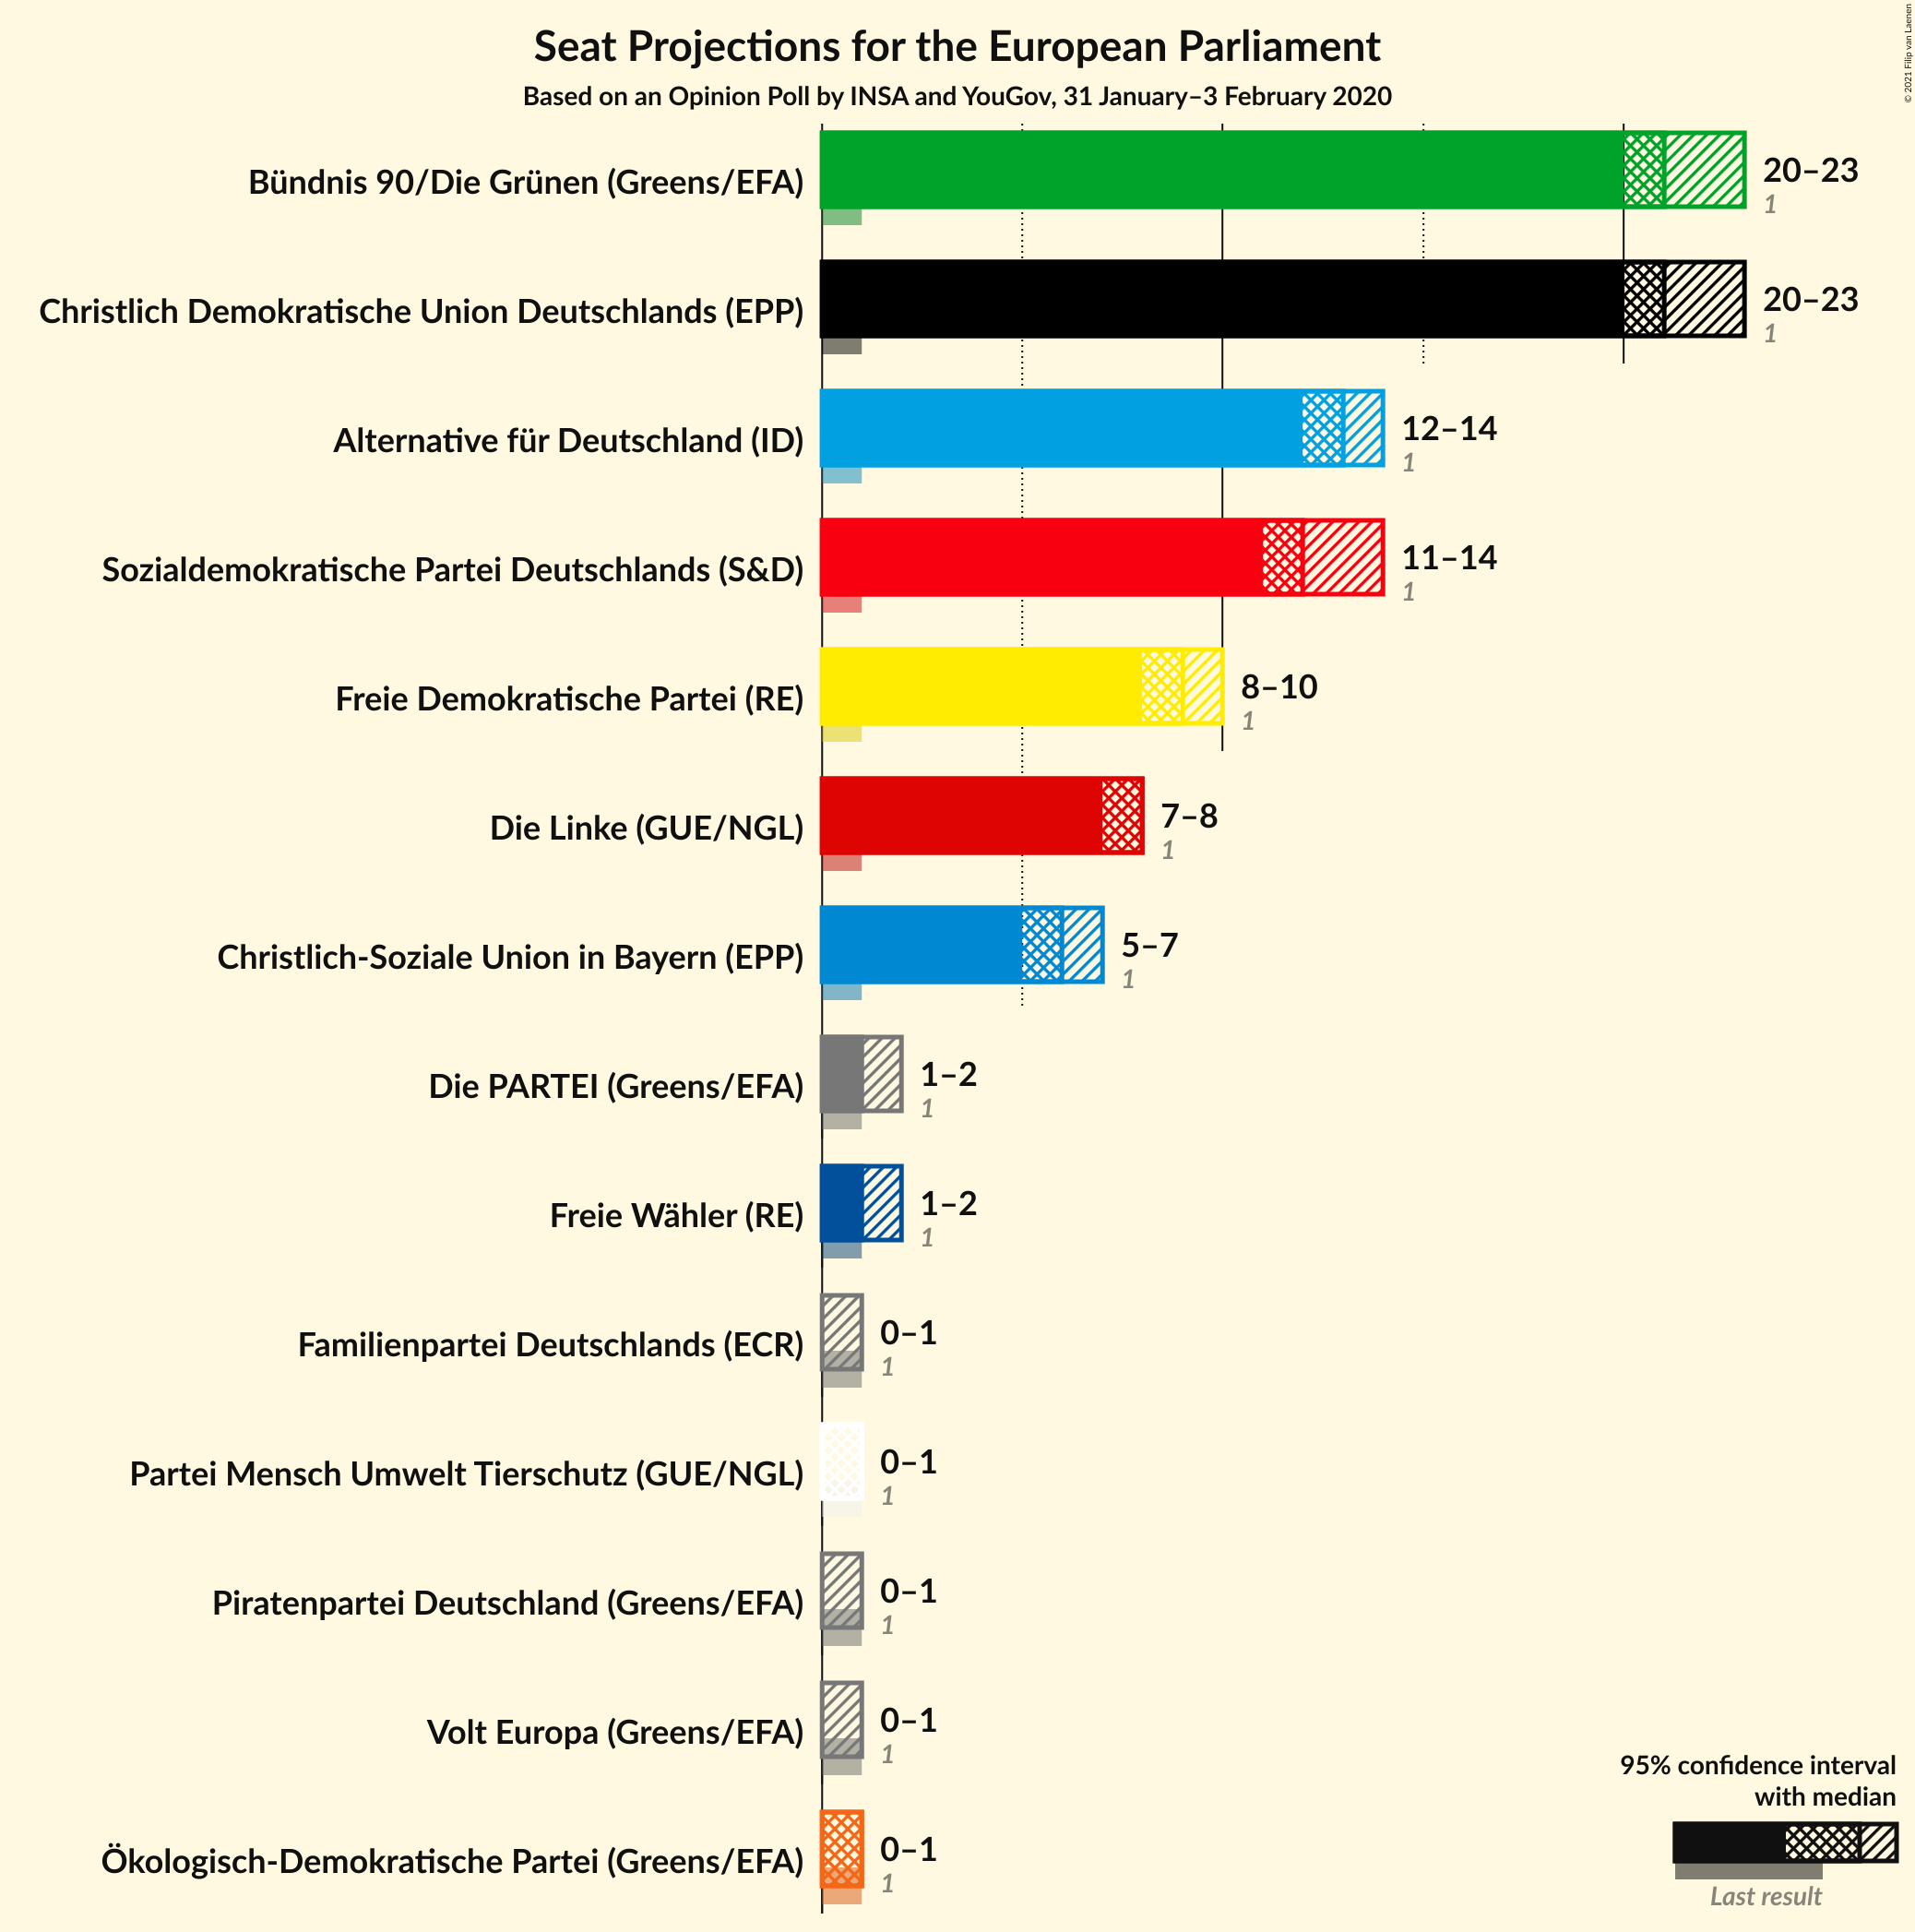 Seat Projections for the European Parliament
Based on an Opinion Poll by INSA and YouGov, 31 January–3 February 2020
© 2021 Filip van Laenen
Bündnis 90/Die Grünen (Greens/EFA)
20–23
1
Christlich Demokratische Union Deutschlands (EPP)
20–23
1
Alternative für Deutschland (ID)
12–14
1
Sozialdemokratische Partei Deutschlands (S&D)
11–14
1
Freie Demokratische Partei (RE)
8–10
1
Die Linke (GUE/NGL)
7–8
1
Christlich-Soziale Union in Bayern (EPP)
5–7
1
Die PARTEI (Greens/EFA)
1–2
1
Freie Wähler (RE)
1–2
1
Familienpartei Deutschlands (ECR)
0–1
1
Partei Mensch Umwelt Tierschutz (GUE/NGL)
0–1
1
Piratenpartei Deutschland (Greens/EFA)
0–1
1
Volt Europa (Greens/EFA)
0–1
1
Ökologisch-Demokratische Partei (Greens/EFA)
0–1
1
95% confidence interval
with median
Last result